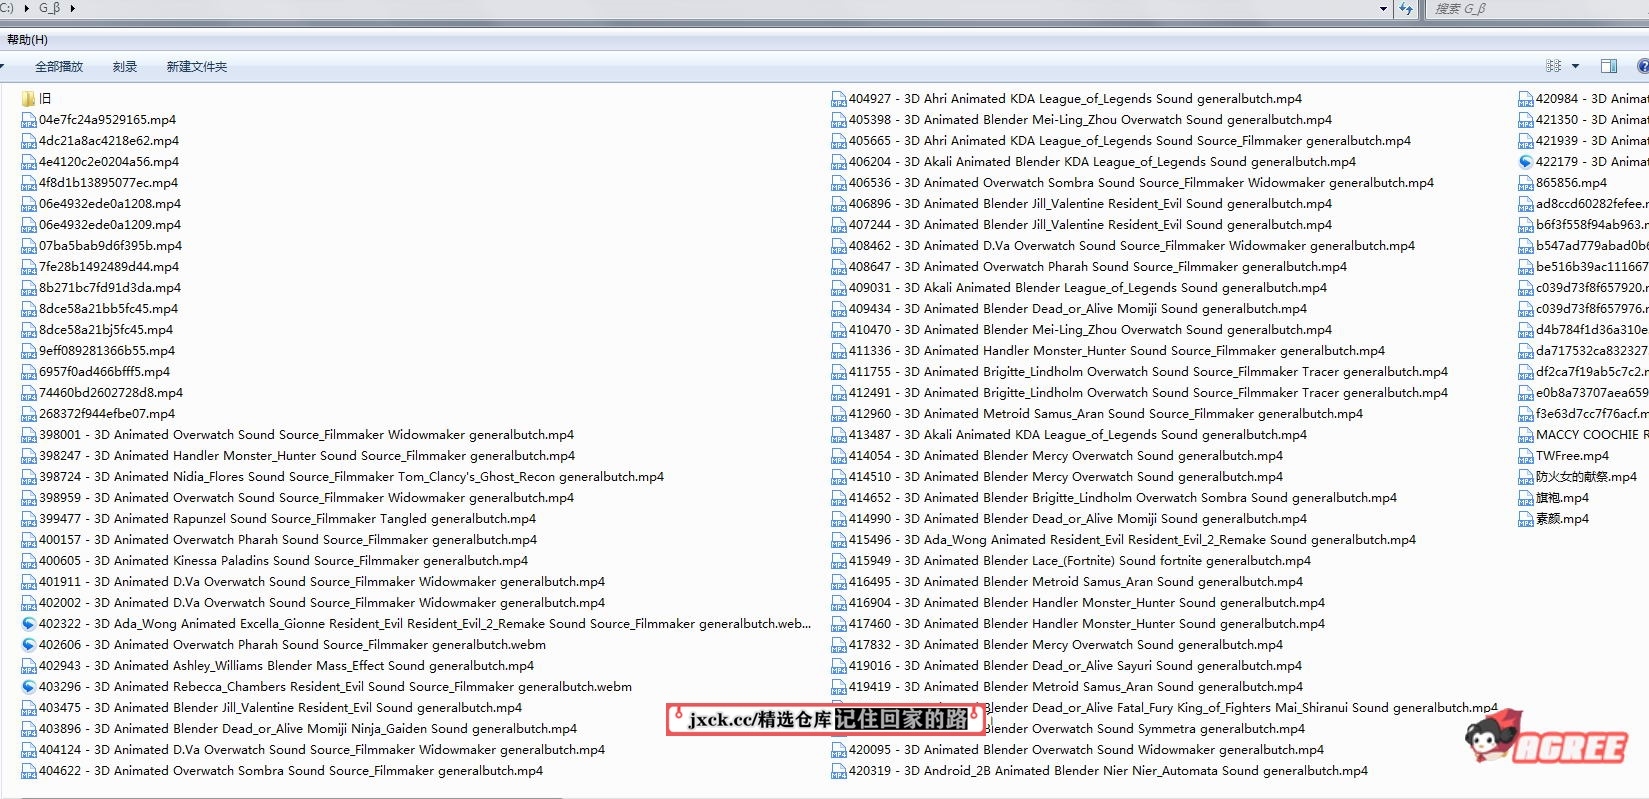 C:) ▸ G_β ▸
搜索 G_β
帮助(H)
全部播放 刻录 新建文件夹
旧
04e7fc24a9529165.mp4
4dc21a8ac4218e62.mp4
4e4120c2e0204a56.mp4
4f8d1b13895077ec.mp4
06e4932ede0a1208.mp4
06e4932ede0a1209.mp4
07ba5bab9d6f395b.mp4
7fe28b1492489d44.mp4
8b271bc7fd91d3da.mp4
8dce58a21bb5fc45.mp4
8dce58a21bj5fc45.mp4
9eff089281366b55.mp4
6957f0ad466bfff5.mp4
74460bd2602728d8.mp4
268372f944efbe07.mp4
398001 - 3D Animated Overwatch Sound Source_Filmmaker Widowmaker generalbutch.mp4
398247 - 3D Animated Handler Monster_Hunter Sound Source_Filmmaker generalbutch.mp4
398724 - 3D Animated Nidia_Flores Sound Source_Filmmaker Tom_Clancy's_Ghost_Recon generalbutch.mp4
398959 - 3D Animated Overwatch Sound Source_Filmmaker Widowmaker generalbutch.mp4
399477 - 3D Animated Rapunzel Sound Source_Filmmaker Tangled generalbutch.mp4
400157 - 3D Animated Overwatch Pharah Sound Source_Filmmaker generalbutch.mp4
400605 - 3D Animated Kinessa Paladins Sound Source_Filmmaker generalbutch.mp4
401911 - 3D Animated D.Va Overwatch Sound Source_Filmmaker Widowmaker generalbutch.mp4
402002 - 3D Animated D.Va Overwatch Sound Source_Filmmaker Widowmaker generalbutch.mp4
402322 - 3D Ada_Wong Animated Excella_Gionne Resident_Evil Resident_Evil_2_Remake Sound Source_Filmmaker generalbutch.web...
402606 - 3D Animated Overwatch Pharah Sound Source_Filmmaker generalbutch.webm
402943 - 3D Animated Ashley_Williams Blender Mass_Effect Sound generalbutch.mp4
403296 - 3D Animated Rebecca_Chambers Resident_Evil Sound Source_Filmmaker generalbutch.webm
403475 - 3D Animated Blender Jill_Valentine Resident_Evil Sound generalbutch.mp4
403896 - 3D Animated Blender Dead_or_Alive Momiji Ninja_Gaiden Sound generalbutch.mp4
404124 - 3D Animated D.Va Overwatch Sound Source_Filmmaker Widowmaker generalbutch.mp4
404622 - 3D Animated Overwatch Sombra Sound Source_Filmmaker generalbutch.mp4
404927 - 3D Ahri Animated KDA League_of_Legends Sound generalbutch.mp4
405398 - 3D Animated Blender Mei-Ling_Zhou Overwatch Sound generalbutch.mp4
405665 - 3D Ahri Animated KDA League_of_Legends Sound Source_Filmmaker generalbutch.mp4
406204 - 3D Akali Animated Blender KDA League_of_Legends Sound generalbutch.mp4
406536 - 3D Animated Overwatch Sombra Sound Source_Filmmaker Widowmaker generalbutch.mp4
406896 - 3D Animated Blender Jill_Valentine Resident_Evil Sound generalbutch.mp4
407244 - 3D Animated Blender Jill_Valentine Resident_Evil Sound generalbutch.mp4
408462 - 3D Animated D.Va Overwatch Sound Source_Filmmaker Widowmaker generalbutch.mp4
408647 - 3D Animated Overwatch Pharah Sound Source_Filmmaker generalbutch.mp4
409031 - 3D Akali Animated Blender League_of_Legends Sound generalbutch.mp4
409434 - 3D Animated Blender Dead_or_Alive Momiji Sound generalbutch.mp4
410470 - 3D Animated Blender Mei-Ling_Zhou Overwatch Sound generalbutch.mp4
411336 - 3D Animated Handler Monster_Hunter Sound Source_Filmmaker generalbutch.mp4
411755 - 3D Animated Brigitte_Lindholm Overwatch Sound Source_Filmmaker Tracer generalbutch.mp4
412491 - 3D Animated Brigitte_Lindholm Overwatch Sound Source_Filmmaker Tracer generalbutch.mp4
412960 - 3D Animated Metroid Samus_Aran Sound Source_Filmmaker generalbutch.mp4
413487 - 3D Akali Animated KDA League_of_Legends Sound generalbutch.mp4
414054 - 3D Animated Blender Mercy Overwatch Sound generalbutch.mp4
414510 - 3D Animated Blender Mercy Overwatch Sound generalbutch.mp4
414652 - 3D Animated Blender Brigitte_Lindholm Overwatch Sombra Sound generalbutch.mp4
414990 - 3D Animated Blender Dead_or_Alive Momiji Sound generalbutch.mp4
415496 - 3D Ada_Wong Animated Resident_Evil Resident_Evil_2_Remake Sound generalbutch.mp4
415949 - 3D Animated Blender Lace_(Fortnite) Sound fortnite generalbutch.mp4
416495 - 3D Animated Blender Metroid Samus_Aran Sound generalbutch.mp4
416904 - 3D Animated Blender Handler Monster_Hunter Sound generalbutch.mp4
417460 - 3D Animated Blender Handler Monster_Hunter Sound generalbutch.mp4
417832 - 3D Animated Blender Mercy Overwatch Sound generalbutch.mp4
419016 - 3D Animated Blender Dead_or_Alive Sayuri Sound generalbutch.mp4
419419 - 3D Animated Blender Metroid Samus_Aran Sound generalbutch.mp4
Blender Dead_or_Alive Fatal_Fury King_of_Fighters Mai_Shiranui Sound generalbutch.mp4
Blender Overwatch Sound Symmetra generalbutch.mp4
420095 - 3D Animated Blender Overwatch Sound Widowmaker generalbutch.mp4
420319 - 3D Android_2B Animated Blender Nier Nier_Automata Sound generalbutch.mp4
420984 - 3D Animat
421350 - 3D Animat
421939 - 3D Animat
422179 - 3D Animat
865856.mp4
ad8ccd60282fefee.r
b6f3f558f94ab963.r
b547ad779abad0b6
be516b39ac111667
c039d73f8f657920.r
c039d73f8f657976.r
d4b784f1d36a310e
da717532ca832327
df2ca7f19ab5c7c2.r
e0b8a73707aea659
f3e63d7cc7f76acf.m
MACCY COOCHIE R
TWFree.mp4
防火女的献祭.mp4
旗袍.mp4
素颜.mp4
jxck.cc/精选仓库 记住回家的路
AGREE